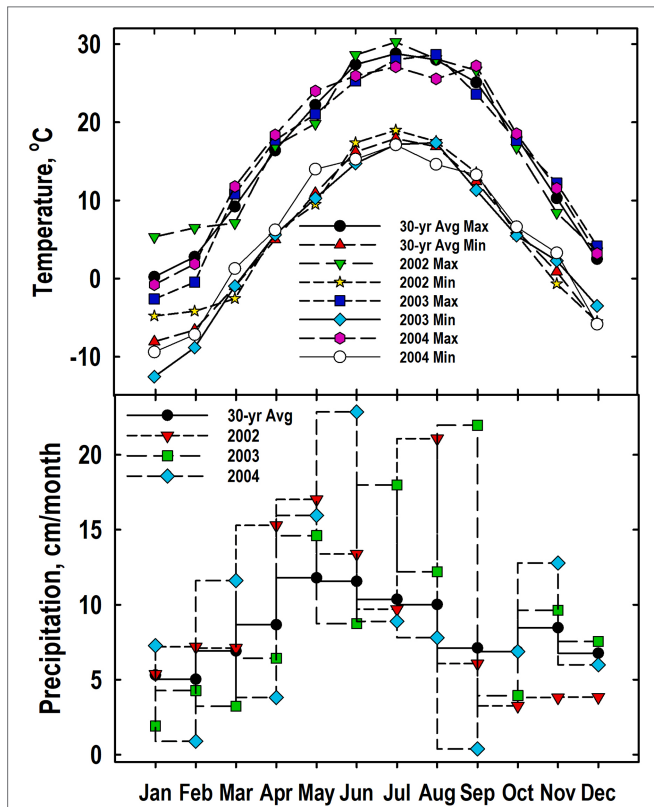 30
20
10
0
-10
Temperature, °C
30-yr Avg Max
30-yr Avg Min
2002 Max
2002 Min
2003 Max
2003 Min
2004 Max
2004 Min
20
15
10
5
0
Precipitation, cm/month
30-yr Avg
2002
2003
2004
Jan Feb Mar Apr May Jun Jul Aug Sep Oct Nov Dec